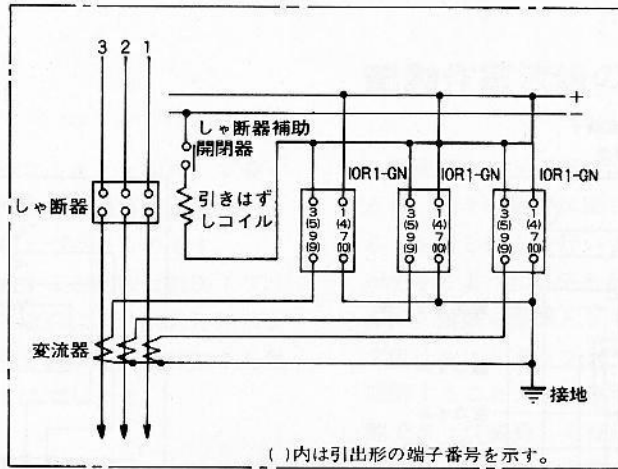 3 2 1
+
−
しゃ断器補助
開閉器
IOR1-GN IOR1-GN IOR1-GN
引きはず
しコイル
しゃ断器
3 1 3 1 3 1
(5) (4) (5) (4) (5) (4)
9 7 9 7 9 7
(9) (10) (9) (10) (9) (10)
変流器
接地
( )内は引出形の端子番号を示す。